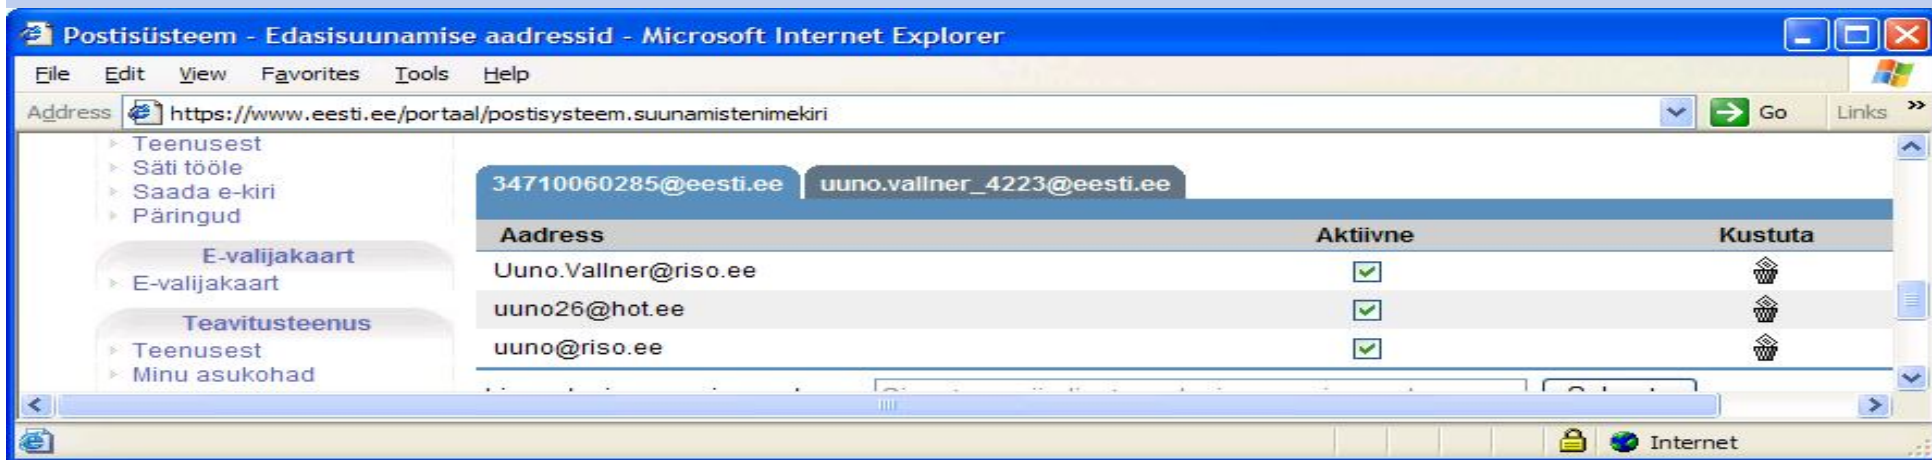 Postisüsteem - Edasisuunamise aadressid - Microsoft Internet Explorer
File Edit View Favorites Tools Help
Address https://www.eesti.ee/portaal/postisysteem.suunamistenimekiri Go Links »
Teenusest
Säti tööle
Saada e-kiri
Päringud
E-valijakaart
E-valijakaart
Teavitusteenus
Teenusest
Minu asukohad
34710060285@eesti.ee uuno.vallner_4223@eesti.ee
Aadress Aktiivne Kustuta
Uuno.Vallner@riso.ee
uuno26@hot.ee
uuno@riso.ee
Internet